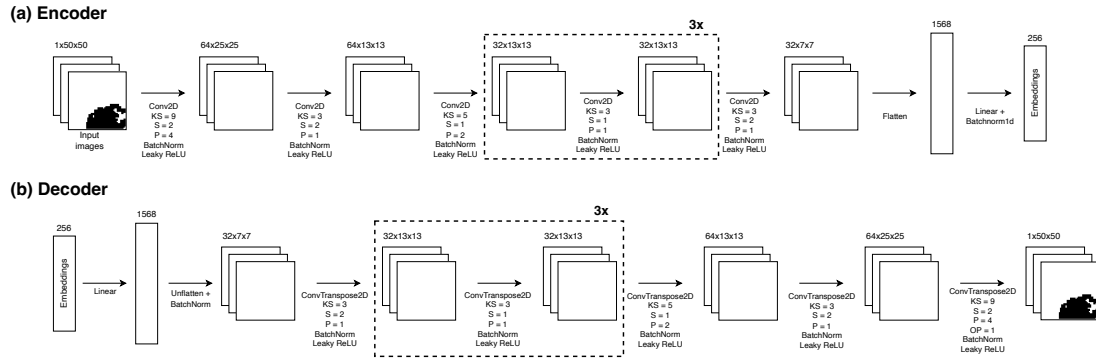 (a) Encoder
3x
1x50x50
64x25x25
64x13x13
32x13x13
32x13x13
32x7x7
1568
256
Input
images
Conv2D
KS = 9
S = 2
P = 4
BatchNorm
Leaky ReLU
Conv2D
KS = 3
S = 2
P = 1
BatchNorm
Leaky ReLU
Conv2D
KS = 5
S = 1
P = 2
BatchNorm
Leaky ReLU
Conv2D
KS = 3
S = 1
P = 1
BatchNorm
Leaky ReLU
Conv2D
KS = 3
S = 2
P = 1
BatchNorm
Leaky ReLU
Flatten
Linear +
Batchnorm1d
Embeddings
(b) Decoder
3x
256
1568
32x7x7
32x13x13
32x13x13
64x13x13
64x25x25
1x50x50
Embeddings
Linear
Unflatten +
BatchNorm
ConvTranspose2D
KS = 3
S = 2
P = 1
BatchNorm
Leaky ReLU
ConvTranspose2D
KS = 3
S = 1
P = 1
BatchNorm
Leaky ReLU
ConvTranspose2D
KS = 5
S = 1
P = 2
BatchNorm
Leaky ReLU
ConvTranspose2D
KS = 3
S = 2
P = 1
BatchNorm
Leaky ReLU
ConvTranspose2D
KS = 9
S = 2
P = 4
OP = 1
BatchNorm
Leaky ReLU